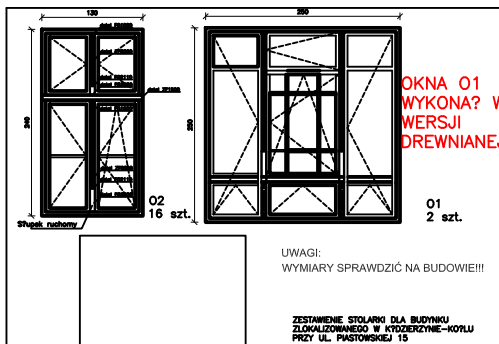 130
250
240
250
OKNA O1
WYKONA? W
WERSJI
DREWNIANEJ
O2
16 szt.
O1
2 szt.
Słupek ruchomy
UWAGI:
WYMIARY SPRAWDZIĆ NA BUDOWIE!!!
ZESTAWIENIE STOLARKI DLA BUDYNKU
ZLOKALIZOWANEGO W K?DZIERZYNIE-KO?LU
PRZY UL. PIASTOWSKIEJ 15